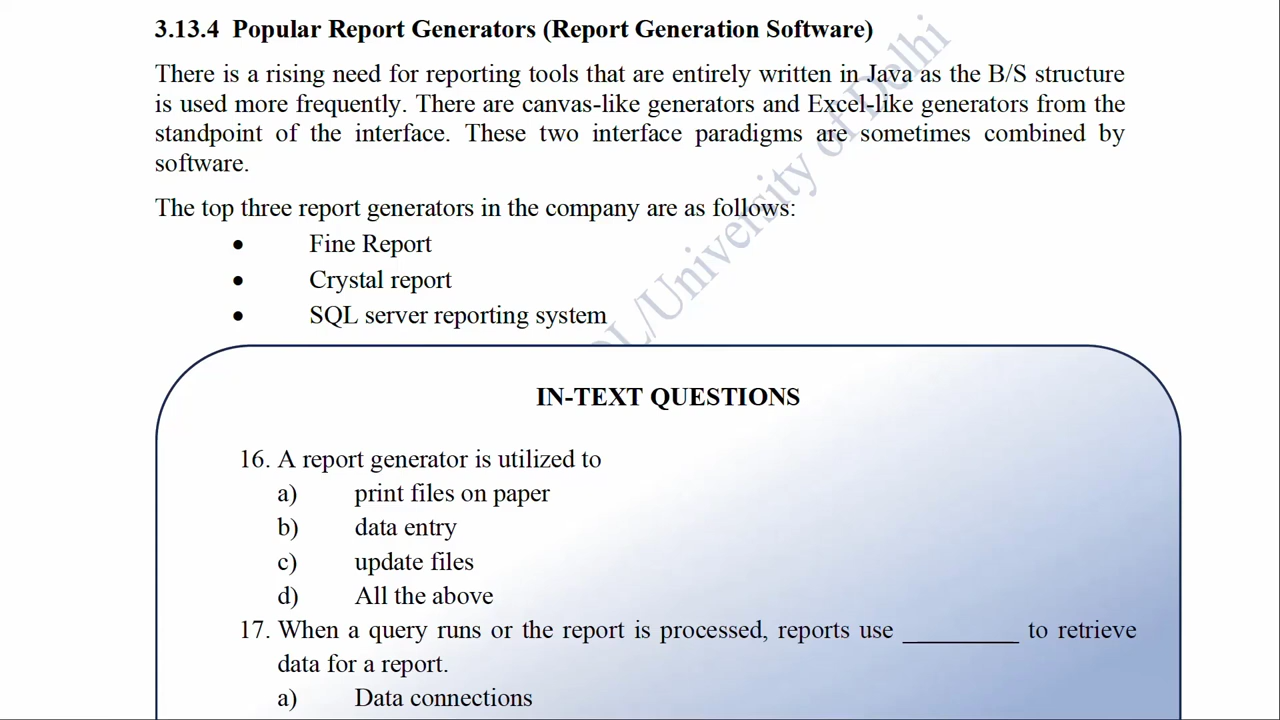 3.13.4 Popular Report Generators (Report Generation Software)
There is a rising need for reporting tools that are entirely written in Java as the B/S structure
is used more frequently. There are canvas-like generators and Excel-like generators from the
standpoint of the interface. These two interface paradigms are sometimes combined by
software.
The top three report generators in the company are as follows:
• Fine Report
• Crystal report
• SQL server reporting system
OL/University of Delhi
IN-TEXT QUESTIONS
16. A report generator is utilized to
a) print files on paper
b) data entry
c) update files
d) All the above
17. When a query runs or the report is processed, reports use _________ to retrieve
data for a report.
a) Data connections